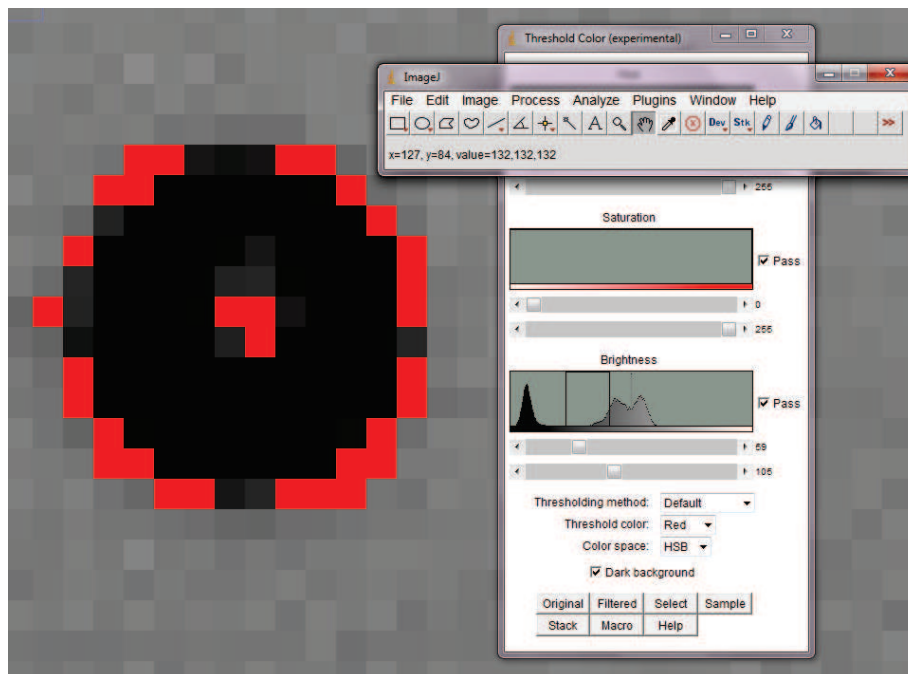 Threshold Color (experimental)
ImageJ
File Edit Image Process Analyze Plugins Window Help
A Dev Stk >>
x=127, y=84, value=132,132,132
255
Saturation
Pass
0
255
Brightness
Pass
59
105
Thresholding method: Default
Threshold color: Red
Color space: HSB
Dark background
Original Filtered Select Sample
Stack Macro Help